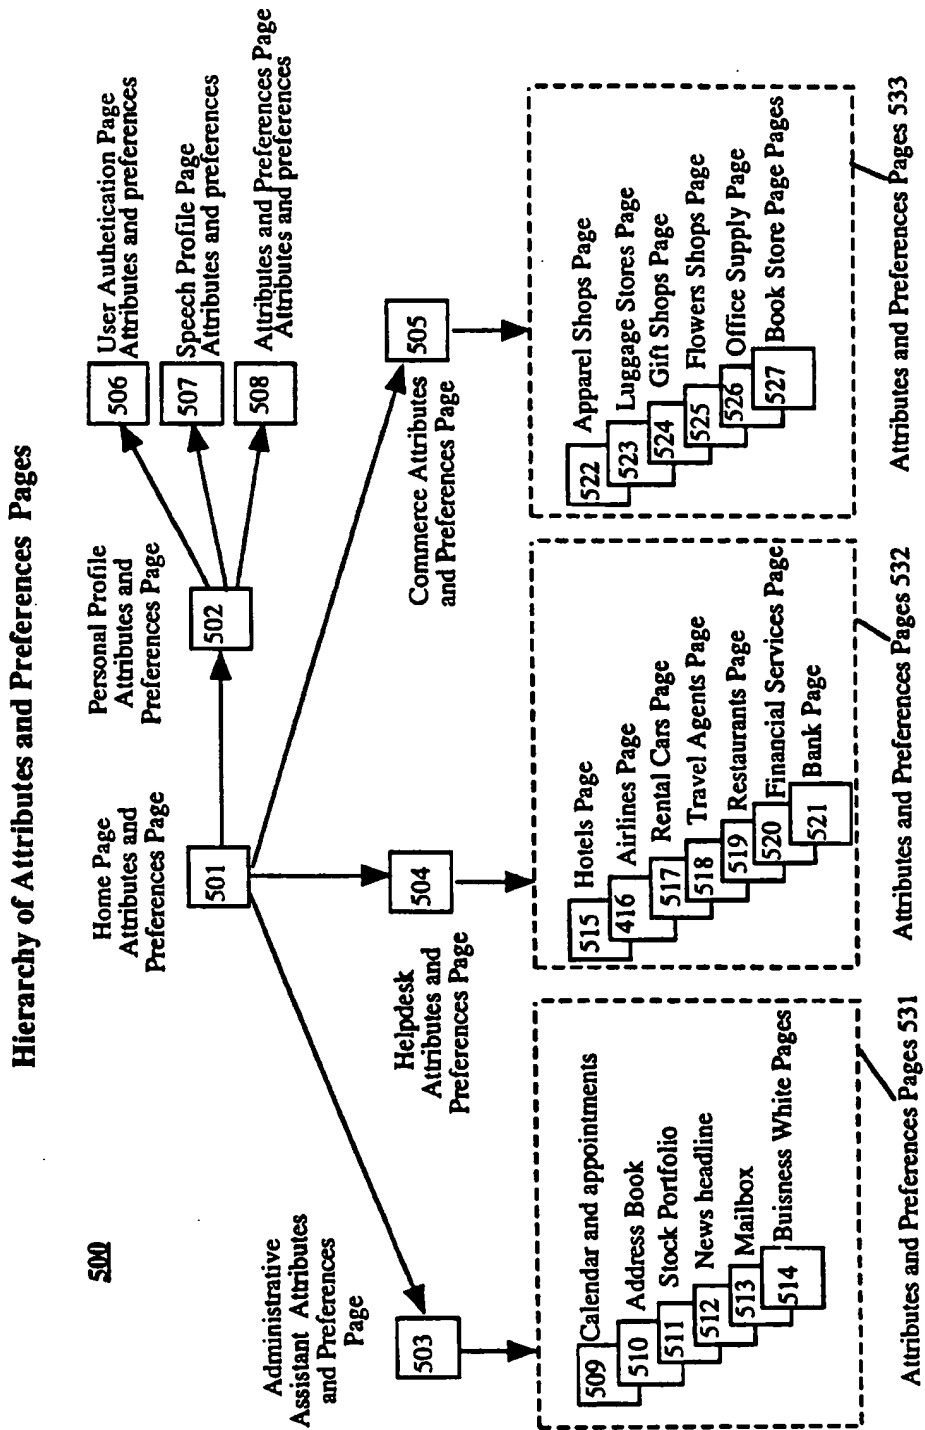 Hierarchy of Attributes and Preferences Pages
500
Home Page
Attributes and
Preferences Page
501
Personal Profile
Attributes and
Preferences Page
502
506
User Authetication Page
Attributes and preferences
507
Speech Profile Page
Attributes and preferences
508
Attributes and Preferences Page
Attributes and preferences
Administrative
Assistant Attributes
and Preferences
Page
503
Helpdesk
Attributes and
Preferences Page
504
Commerce Attributes
and Preferences Page
505
509 Calendar and appointments
510 Address Book
511 Stock Portfolio
512 News headline
513 Mailbox
514 Buisness White Pages
Attributes and Preferences Pages 531
515 Hotels Page
416 Airlines Page
517 Rental Cars Page
518 Travel Agents Page
519 Restaurants Page
520 Financial Services Page
521 Bank Page
Attributes and Preferences Pages 532
522 Apparel Shops Page
523 Luggage Stores Page
524 Gift Shops Page
525 Flowers Shops Page
526 Office Supply Page
527 Book Store Page Pages
Attributes and Preferences Pages 533